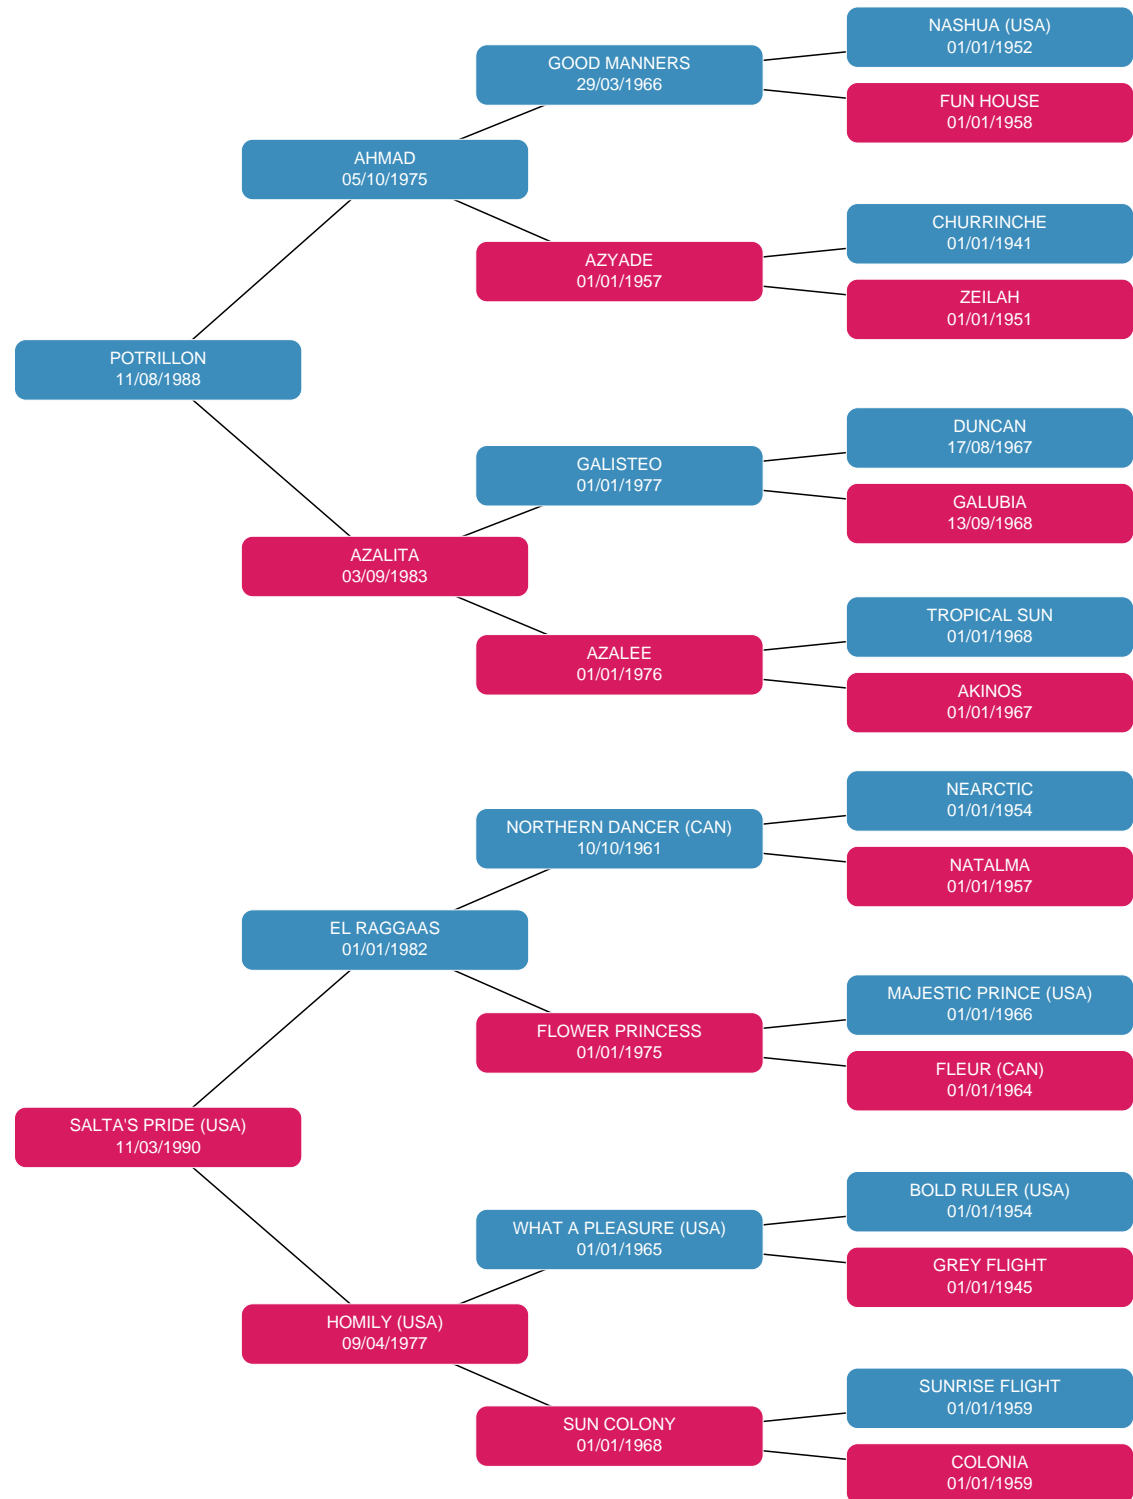 NASHUA (USA)
01/01/1952
GOOD MANNERS
29/03/1966
FUN HOUSE
01/01/1958
AHMAD
05/10/1975
CHURRINCHE
01/01/1941
AZYADE
01/01/1957
ZEILAH
01/01/1951
POTRILLON
11/08/1988
DUNCAN
17/08/1967
GALISTEO
01/01/1977
GALUBIA
13/09/1968
AZALITA
03/09/1983
TROPICAL SUN
01/01/1968
AZALEE
01/01/1976
AKINOS
01/01/1967
NEARCTIC
01/01/1954
NORTHERN DANCER (CAN)
10/10/1961
NATALMA
01/01/1957
EL RAGGAAS
01/01/1982
MAJESTIC PRINCE (USA)
01/01/1966
FLOWER PRINCESS
01/01/1975
FLEUR (CAN)
01/01/1964
SALTA'S PRIDE (USA)
11/03/1990
BOLD RULER (USA)
01/01/1954
WHAT A PLEASURE (USA)
01/01/1965
GREY FLIGHT
01/01/1945
HOMILY (USA)
09/04/1977
SUNRISE FLIGHT
01/01/1959
SUN COLONY
01/01/1968
COLONIA
01/01/1959